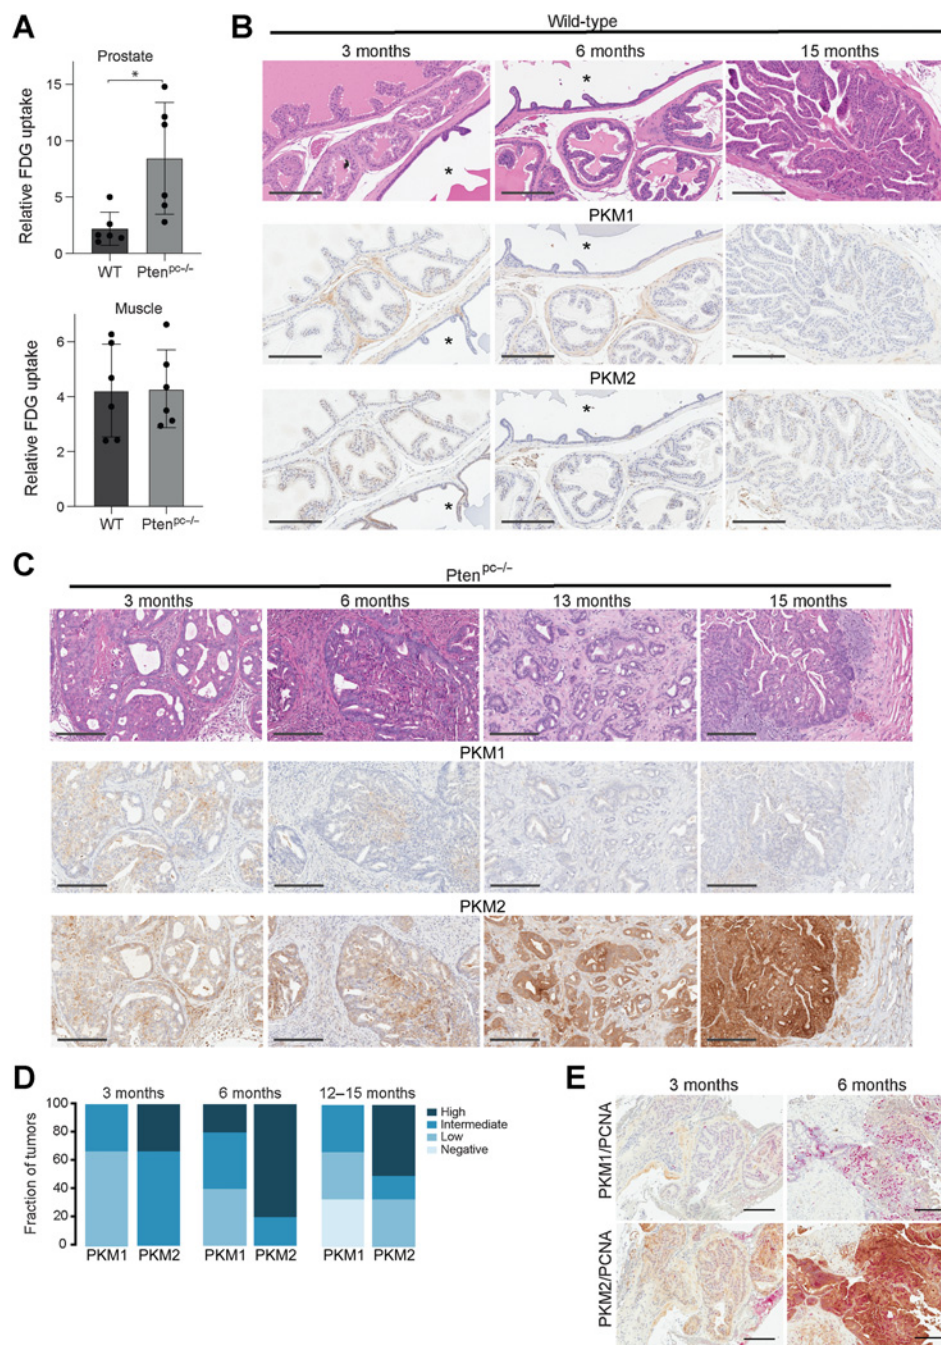 A
Prostate
*
Relative FDG uptake
15
10
5
0
WT
Pten^pc−/−
Muscle
Relative FDG uptake
6
4
2
0
WT
Pten^pc−/−
B
Wild-type
3 months
6 months
15 months
*
*
PKM1
*
*
PKM2
*
*
C
Pten^pc−/−
3 months
6 months
13 months
15 months
PKM1
PKM2
D
3 months
6 months
12–15 months
Fraction of tumors
100
80
60
40
20
0
High
Intermediate
Low
Negative
PKM1
PKM2
PKM1
PKM2
PKM1
PKM2
E
3 months
6 months
PKM1/PCNA
PKM2/PCNA